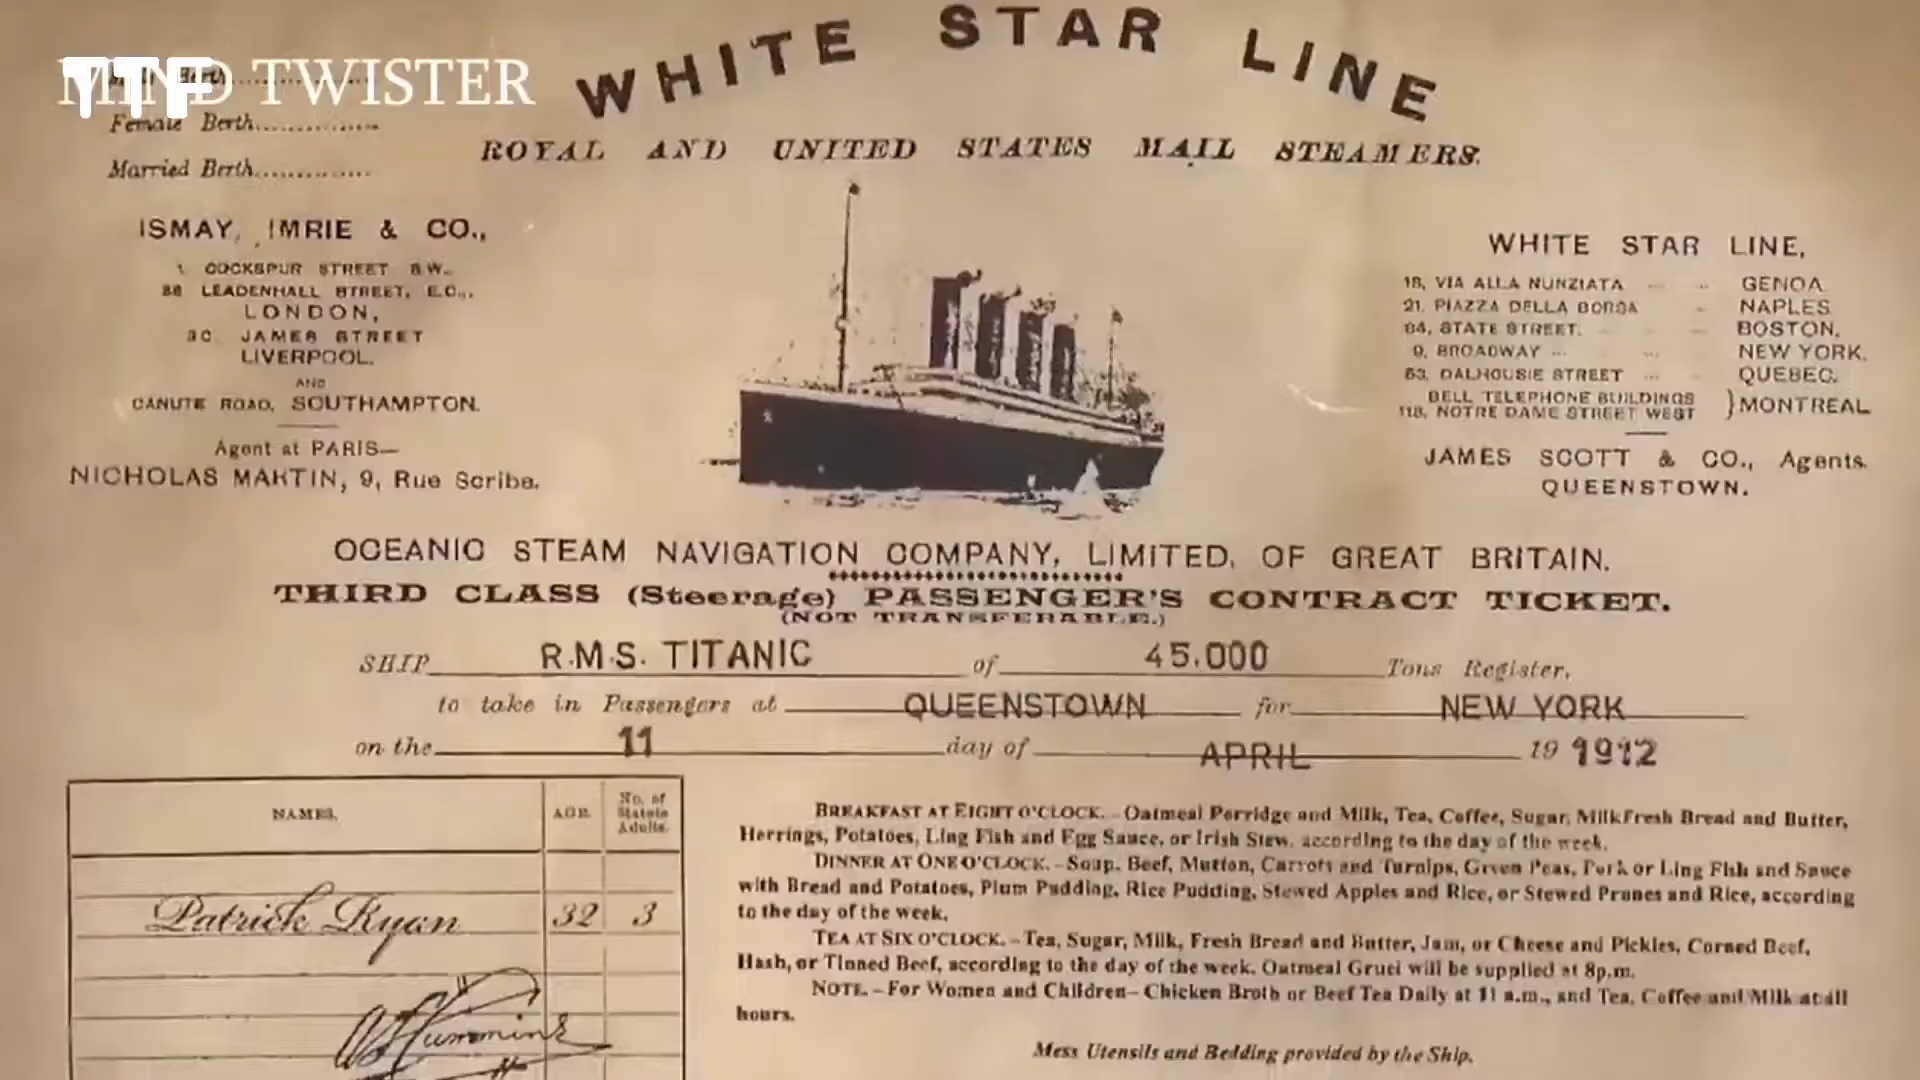 WHITE STAR LINE
MIND TWISTER
TTF
Female Berth
ROYAL AND UNITED STATES MAIL STEAMERS.
Married Berth
ISMAY, IMRIE & CO.,
1 COCKSPUR STREET S.W.,
38 LEADENHALL STREET, E.C.,
LONDON,
30 JAMES STREET
LIVERPOOL.
AND
CANUTE ROAD, SOUTHAMPTON.
Agent at PARIS—
NICHOLAS MARTIN, 9, Rue Scribe.
WHITE STAR LINE,
VIA ALLA NUNZIATA GENOA
21, PIAZZA DELLA BORSA NAPLES
84, STATE STREET, BOSTON,
9, BROADWAY NEW YORK,
53, DALHOUSIE STREET QUEBEC,
BELL TELEPHONE BUILDINGS
118, NOTRE DAME STREET WEST } MONTREAL
JAMES SCOTT & CO., Agents.
QUEENSTOWN.
OCEANIC STEAM NAVIGATION COMPANY, LIMITED, OF GREAT BRITAIN.
THIRD CLASS (Steerage) PASSENGER'S CONTRACT TICKET.
(NOT TRANSFERABLE.)
SHIP R.M.S. TITANIC of 45.000 Tons Register,
to take in Passengers at QUEENSTOWN for NEW YORK
on the 11 day of APRIL 19 1912
NAMES. AGE. No. of Statute Adults.
Patrick Ryan 32 3
Cummins
BREAKFAST AT EIGHT O'CLOCK.–Oatmeal Porridge and Milk, Tea, Coffee, Sugar, MilkFresh Bread and Butter,
Herrings, Potatoes, Ling Fish and Egg Sauce, or Irish Stew, according to the day of the week.
DINNER AT ONE O'CLOCK.–Soup, Beef, Mutton, Carrots and Turnips, Green Peas, Pork or Ling Fish and Sauce
with Bread and Potatoes, Plum Pudding, Rice Pudding, Stewed Apples and Rice, or Stewed Prunes and Rice, according
to the day of the week.
TEA AT SIX O'CLOCK.–Tea, Sugar, Milk, Fresh Bread and Butter, Jam, or Cheese and Pickles, Corned Beef,
Hash, or Tinned Beef, according to the day of the week. Oatmeal Gruel will be supplied at 8p.m.
NOTE.–For Women and Children–Chicken Broth or Beef Tea Daily at 11 a.m., and Tea, Coffee and Milk at all
hours.
Mess Utensils and Bedding provided by the Ship.